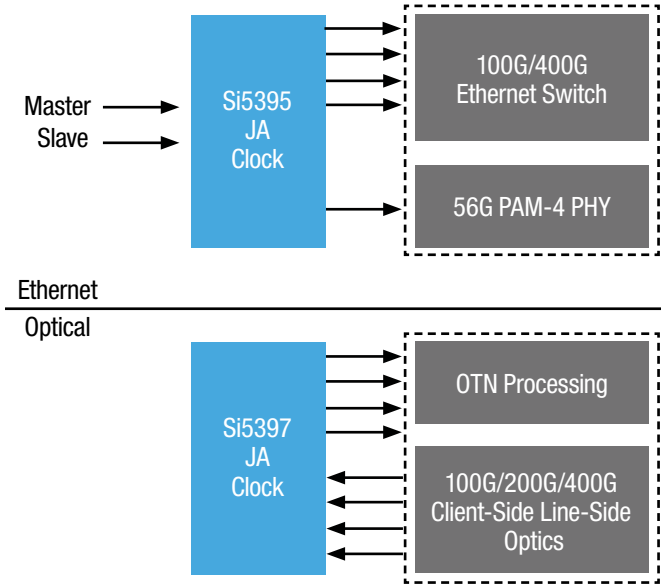 Master
Slave
Si5395
JA
Clock
100G/400G
Ethernet Switch
56G PAM-4 PHY
Ethernet
Optical
Si5397
JA
Clock
OTN Processing
100G/200G/400G
Client-Side Line-Side
Optics